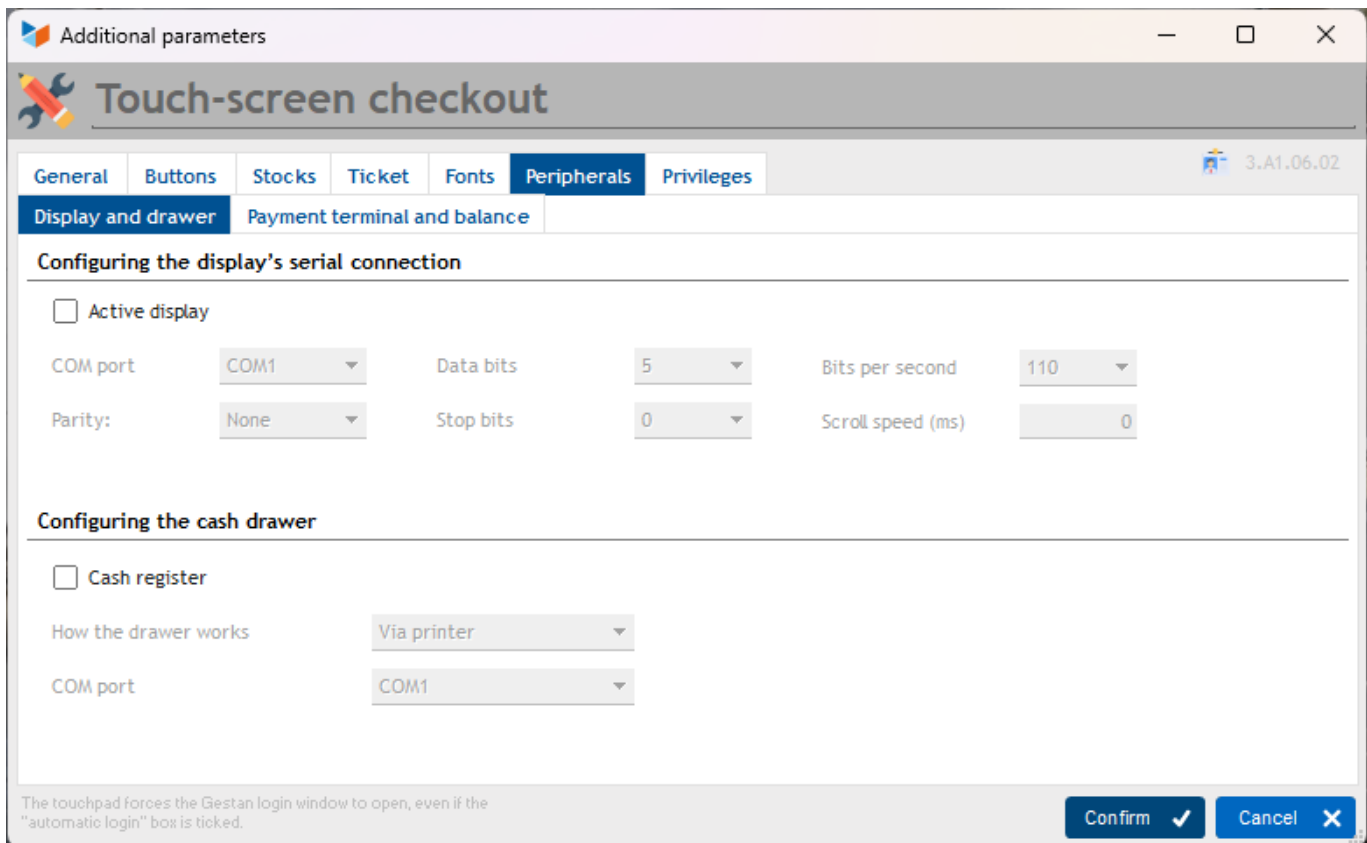 Additional parameters
Touch-screen checkout
General Buttons Stocks Ticket Fonts Peripherals Privileges 3.A1.06.02
Display and drawer Payment terminal and balance
Configuring the display's serial connection
Active display
COM port COM1 Data bits 5 Bits per second 110
Parity: None Stop bits 0 Scroll speed (ms) 0
Configuring the cash drawer
Cash register
How the drawer works Via printer
COM port COM1
The touchpad forces the Gestan login window to open, even if the
"automatic login" box is ticked.
Confirm Cancel